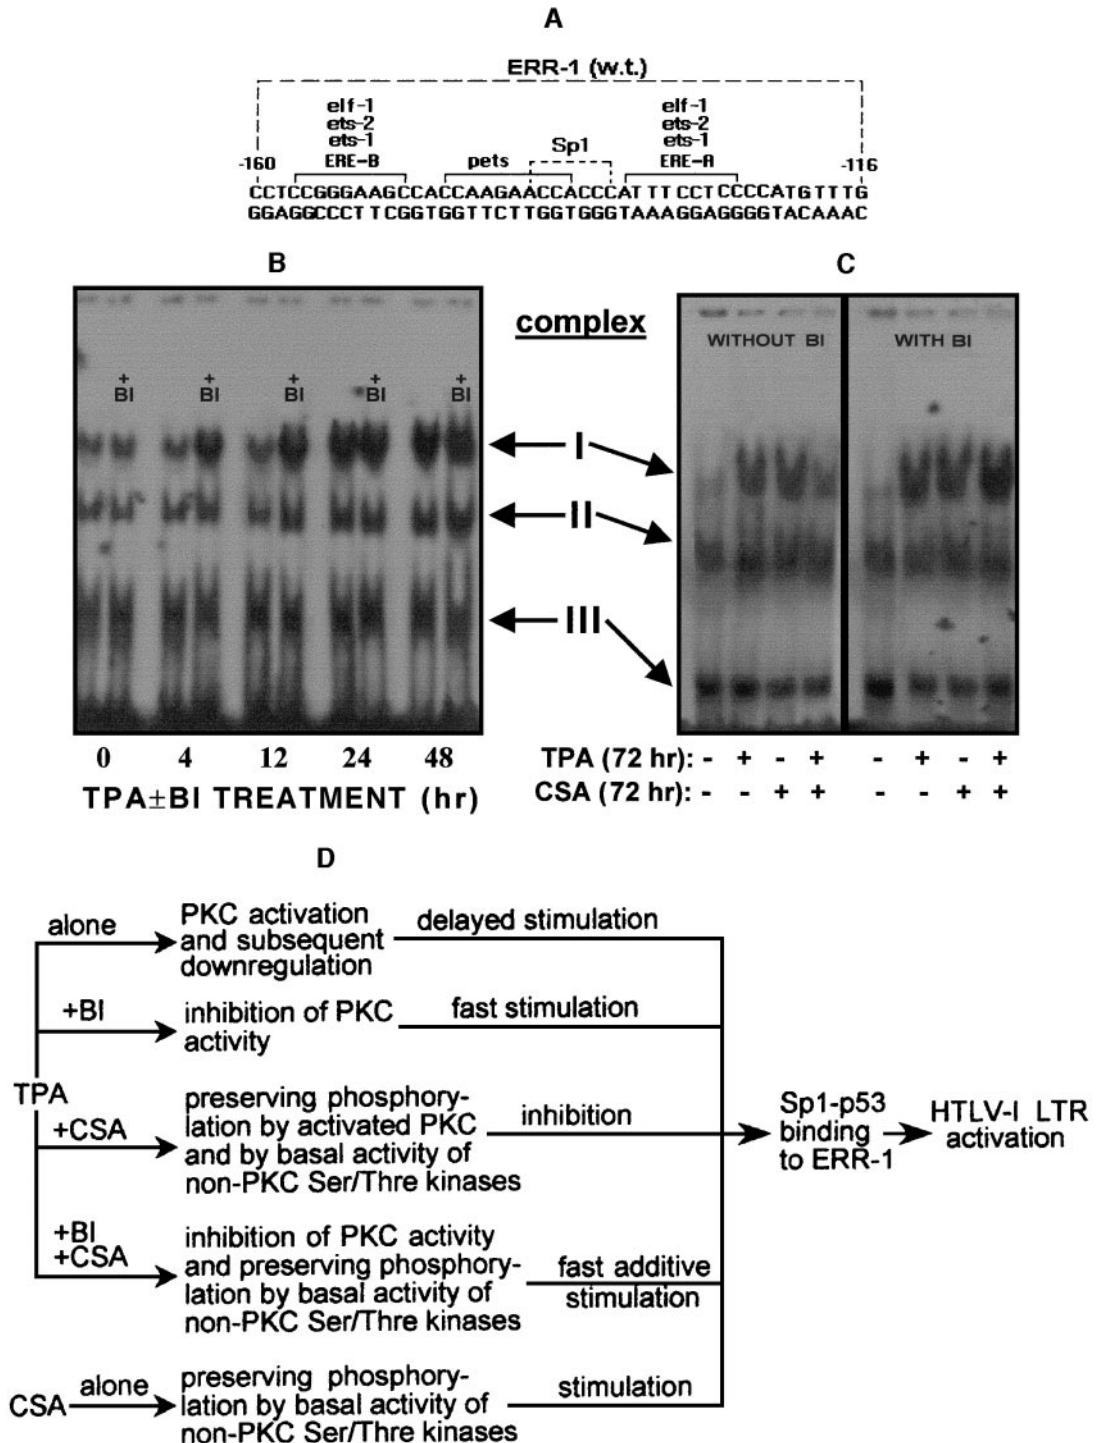 A
ERR-1 (w.t.)
elf-1
ets-2
ets-1
ERE-B
elf-1
ets-2
ets-1
ERE-A
pets
Sp1
-160
-116
CCTCCGGGAAGCCACCAAGAACCACCCATTTCCTCCCCATGTTTG
GGAGGCCCTTCGGTGGTTCTTGGTGGGTAAAGGAGGGGTACAAAC
B
C
complex
WITHOUT BI
WITH BI
+ + + + +
BI BI BI BI BI
I
II
III
0 4 12 24 48
TPA±BI TREATMENT (hr)
TPA (72 hr): - + - + - + - +
CSA (72 hr): - - + + - - + +
D
alone
PKC activation
and subsequent
downregulation
delayed stimulation
+BI
inhibition of PKC
activity
fast stimulation
TPA
+CSA
preserving phosphory-
lation by activated PKC
and by basal activity of
non-PKC Ser/Thre kinases
inhibition
Sp1-p53
binding
to ERR-1
HTLV-I LTR
activation
+BI
+CSA
inhibition of PKC activity
and preserving phosphory-
lation by basal activity of
non-PKC Ser/Thre kinases
fast additive
stimulation
CSA
alone
preserving phosphory-
lation by basal activity of
non-PKC Ser/Thre kinases
stimulation